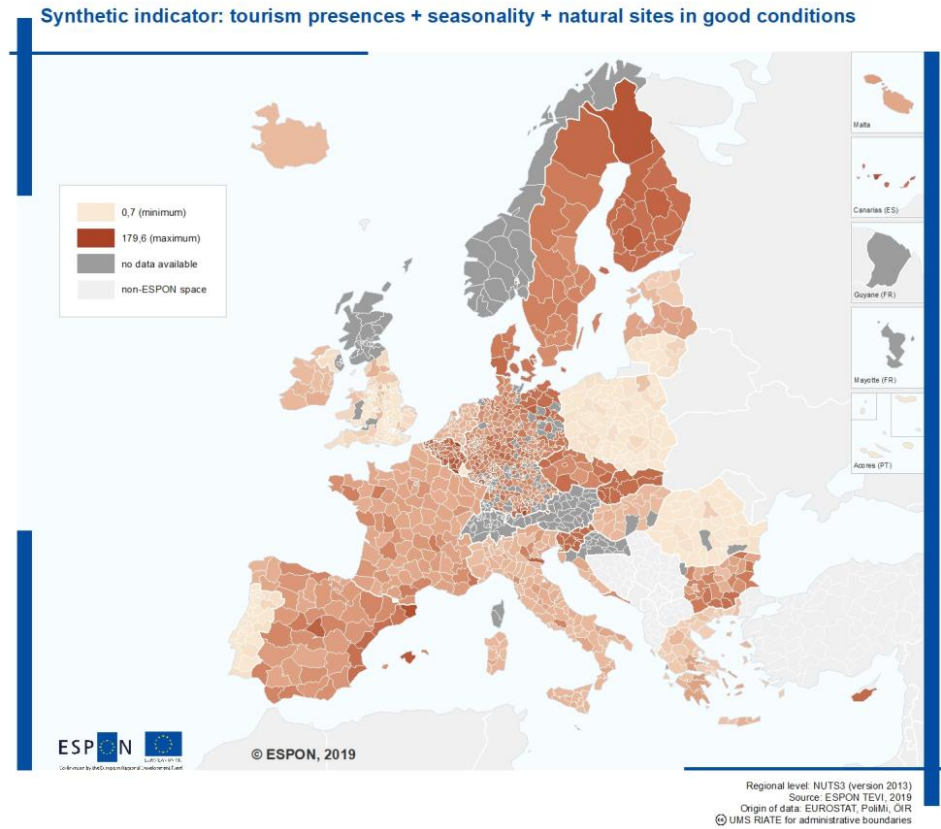 Synthetic indicator: tourism presences + seasonality + natural sites in good conditions
Malta
Canarias (ES)
Guyane (FR)
Mayotte (FR)
Acores (PT)
0,7 (minimum)
179,6 (maximum)
no data available
non-ESPON space
ESPON
© ESPON, 2019
Regional level: NUTS3 (version 2013)
Source: ESPON TEVI, 2019
Origin of data: EUROSTAT, PoliMi, ÖIR
UMS RIATE for administrative boundaries